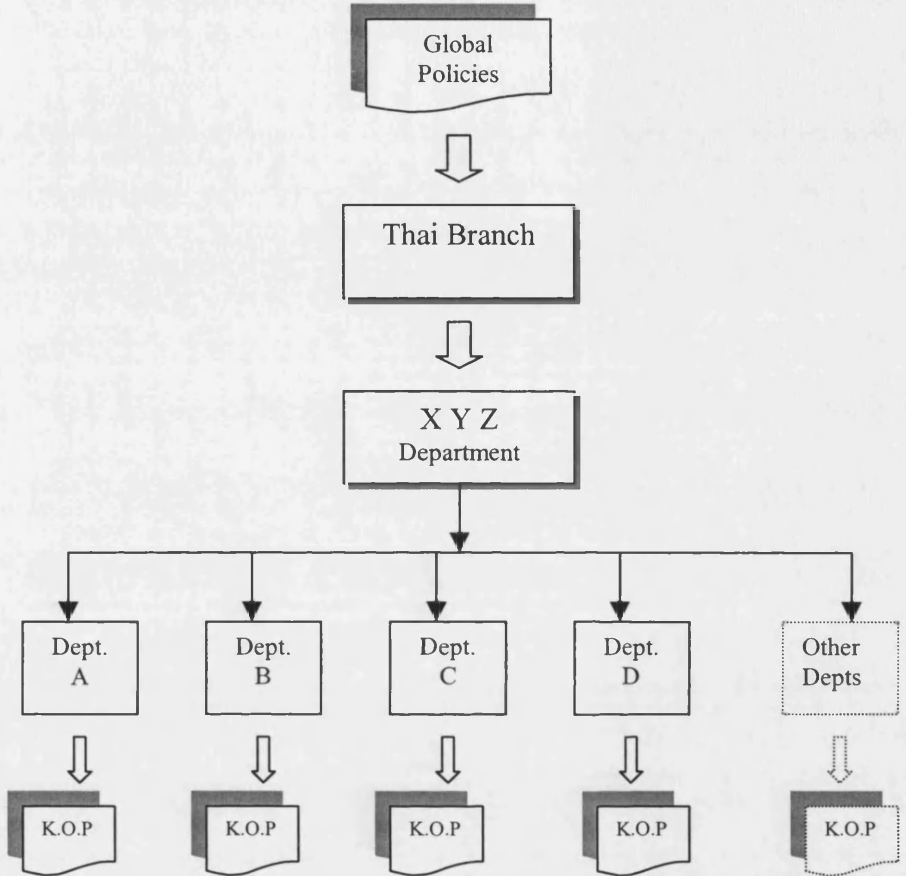 Global
Policies
Thai Branch
X Y Z
Department
Dept.
A
Dept.
B
Dept.
C
Dept.
D
Other
Depts
K.O.P
K.O.P
K.O.P
K.O.P
K.O.P